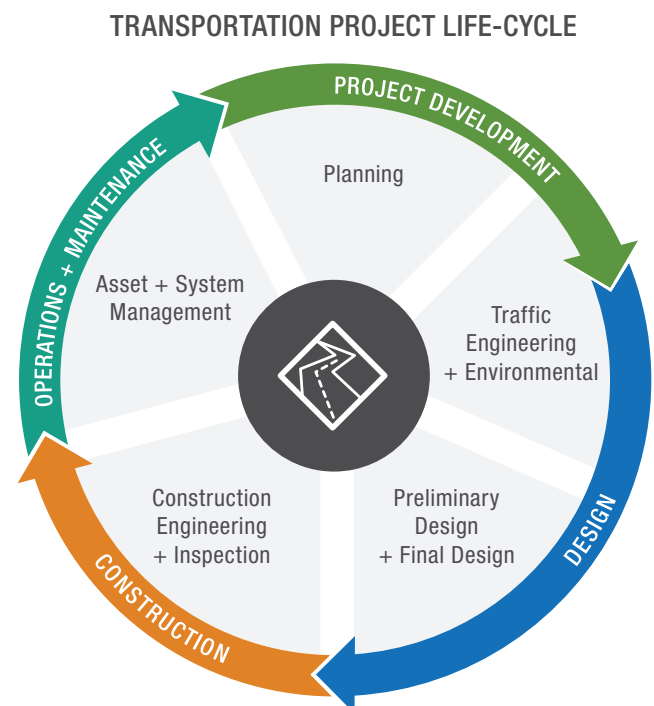 TRANSPORTATION PROJECT LIFE-CYCLE
PROJECT DEVELOPMENT
Planning
Traffic
Engineering
+ Environmental
DESIGN
Preliminary
Design
+ Final Design
CONSTRUCTION
Construction
Engineering
+ Inspection
OPERATIONS + MAINTENANCE
Asset + System
Management